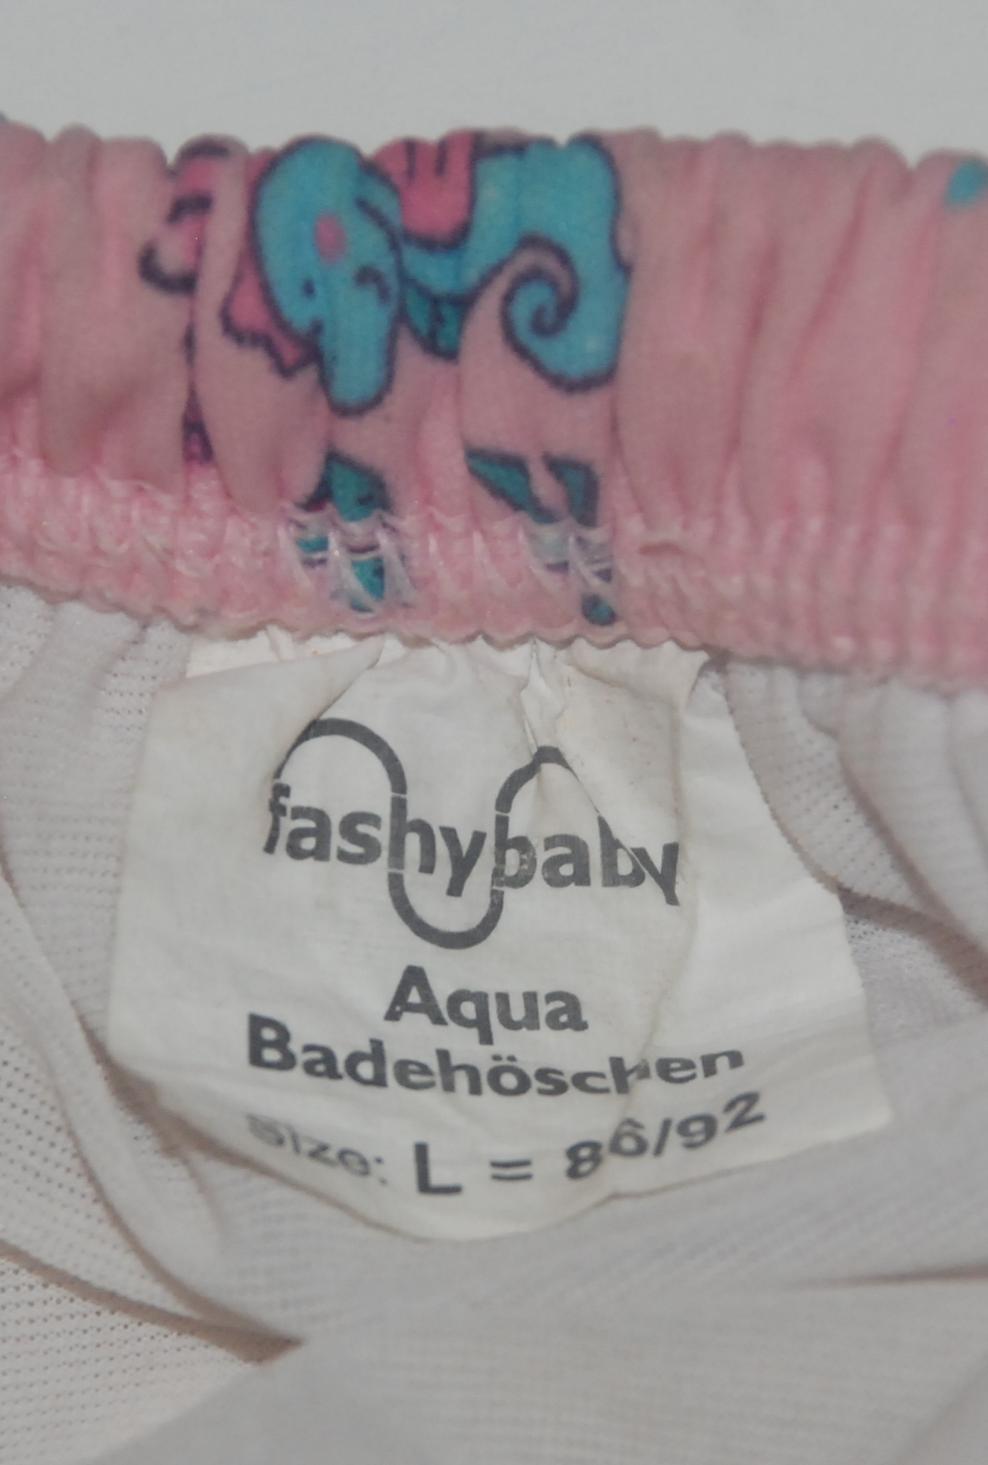 fashybaby
Aqua
Badehöschen
Size: L = 86/92